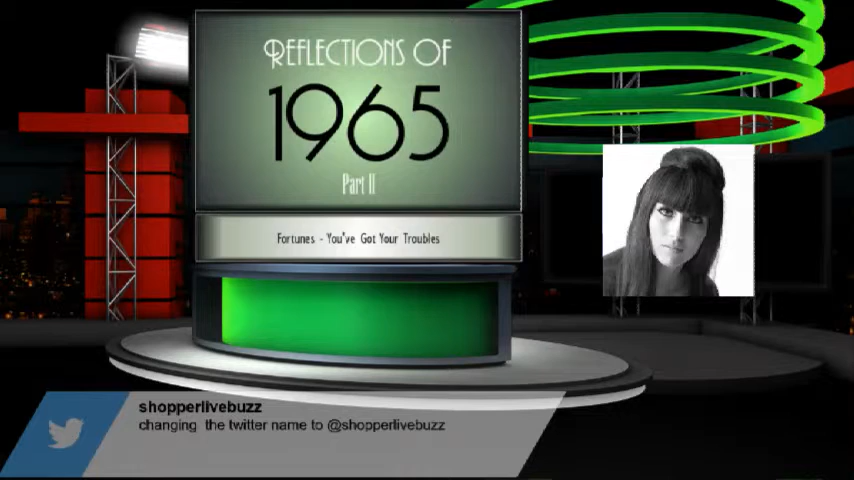 REFLECTIONS OF
1965
Part II
Fortunes - You've Got Your Troubles
shopperlivebuzz
changing the twitter name to @shopperlivebuzz